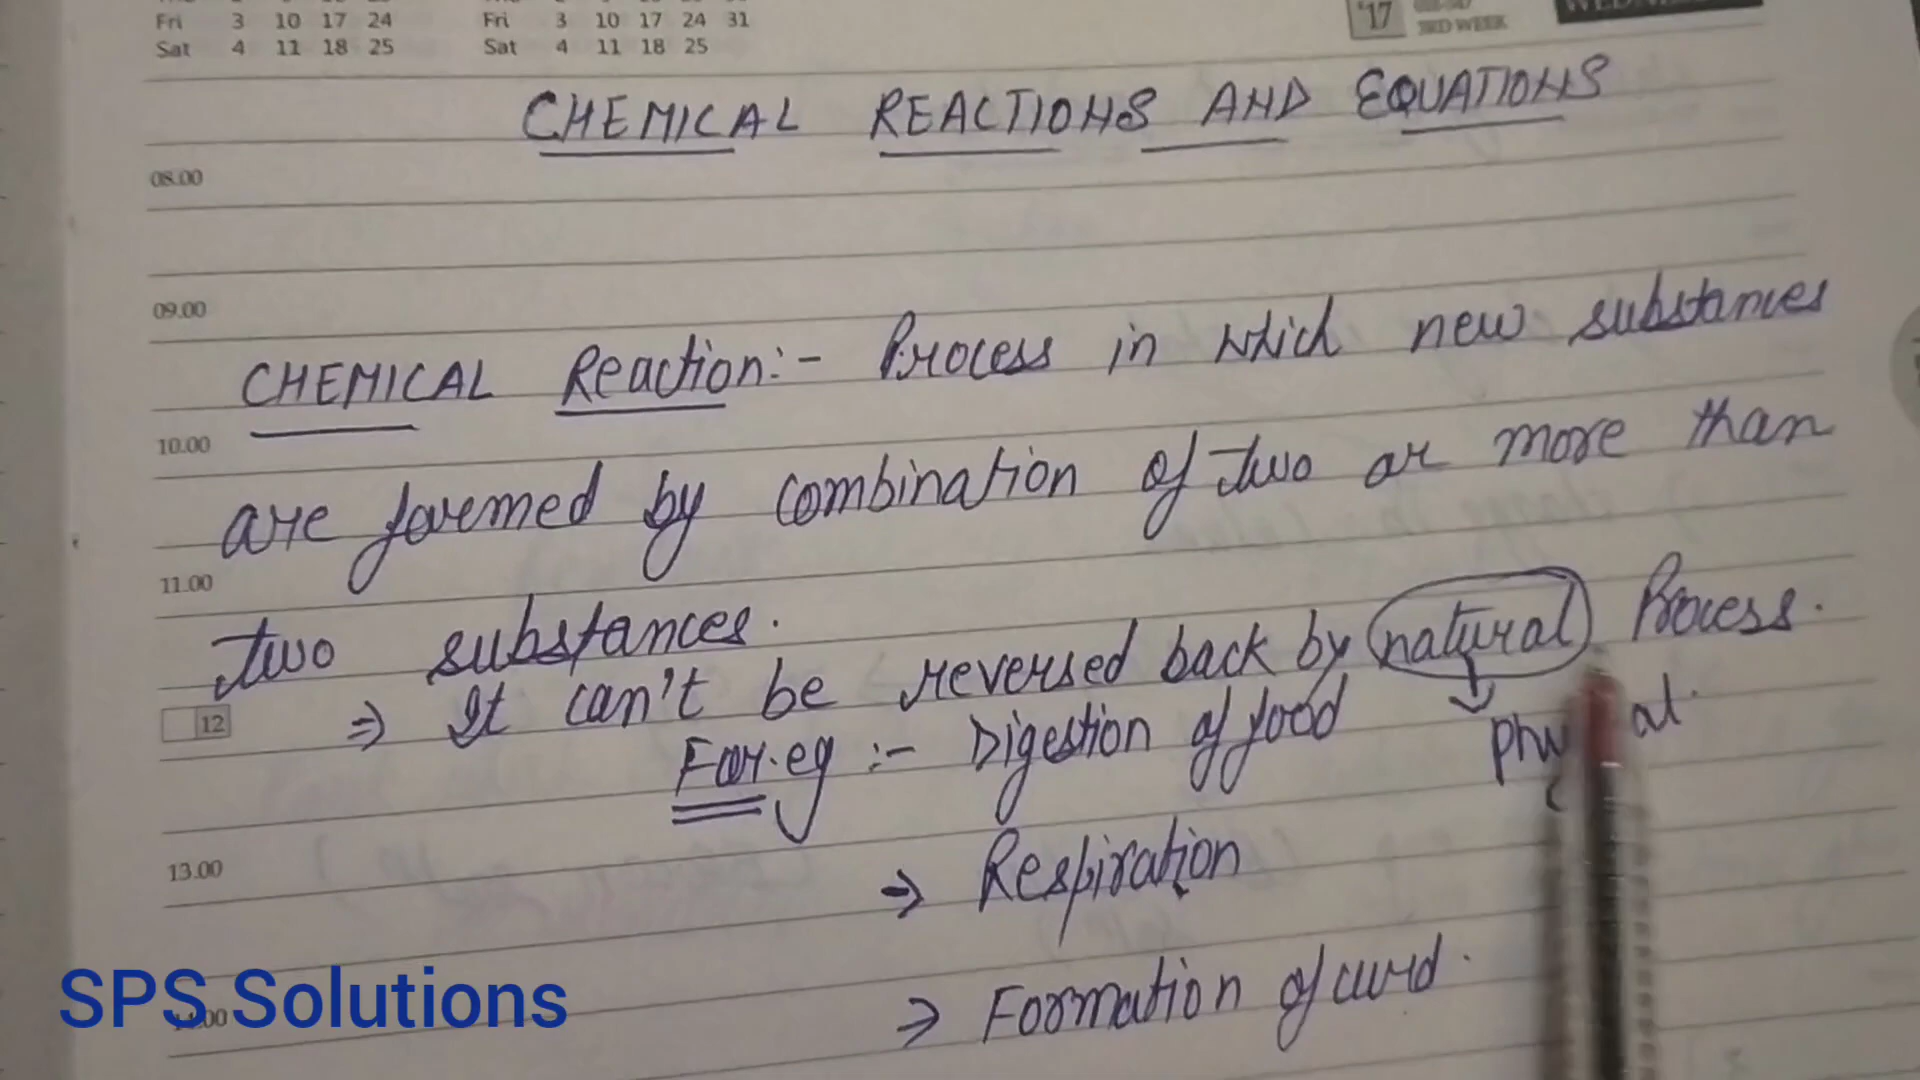 Fri 3 10 17 24 Fri 3 10 17 24 31
Sat 4 11 18 25 Sat 4 11 18 25
'17 3RD WEEK
CHEMICAL REACTIONS AND EQUATIONS
08.00
09.00
CHEMICAL Reaction:- Process in which new substances
10.00
are formed by combination of two or more than
11.00
two substances.
⇒ It can't be reversed back by natural Process.
12
For.eg :- Digestion of food
13.00
→ Respiration
→ Formation of curd.
SPS Solutions